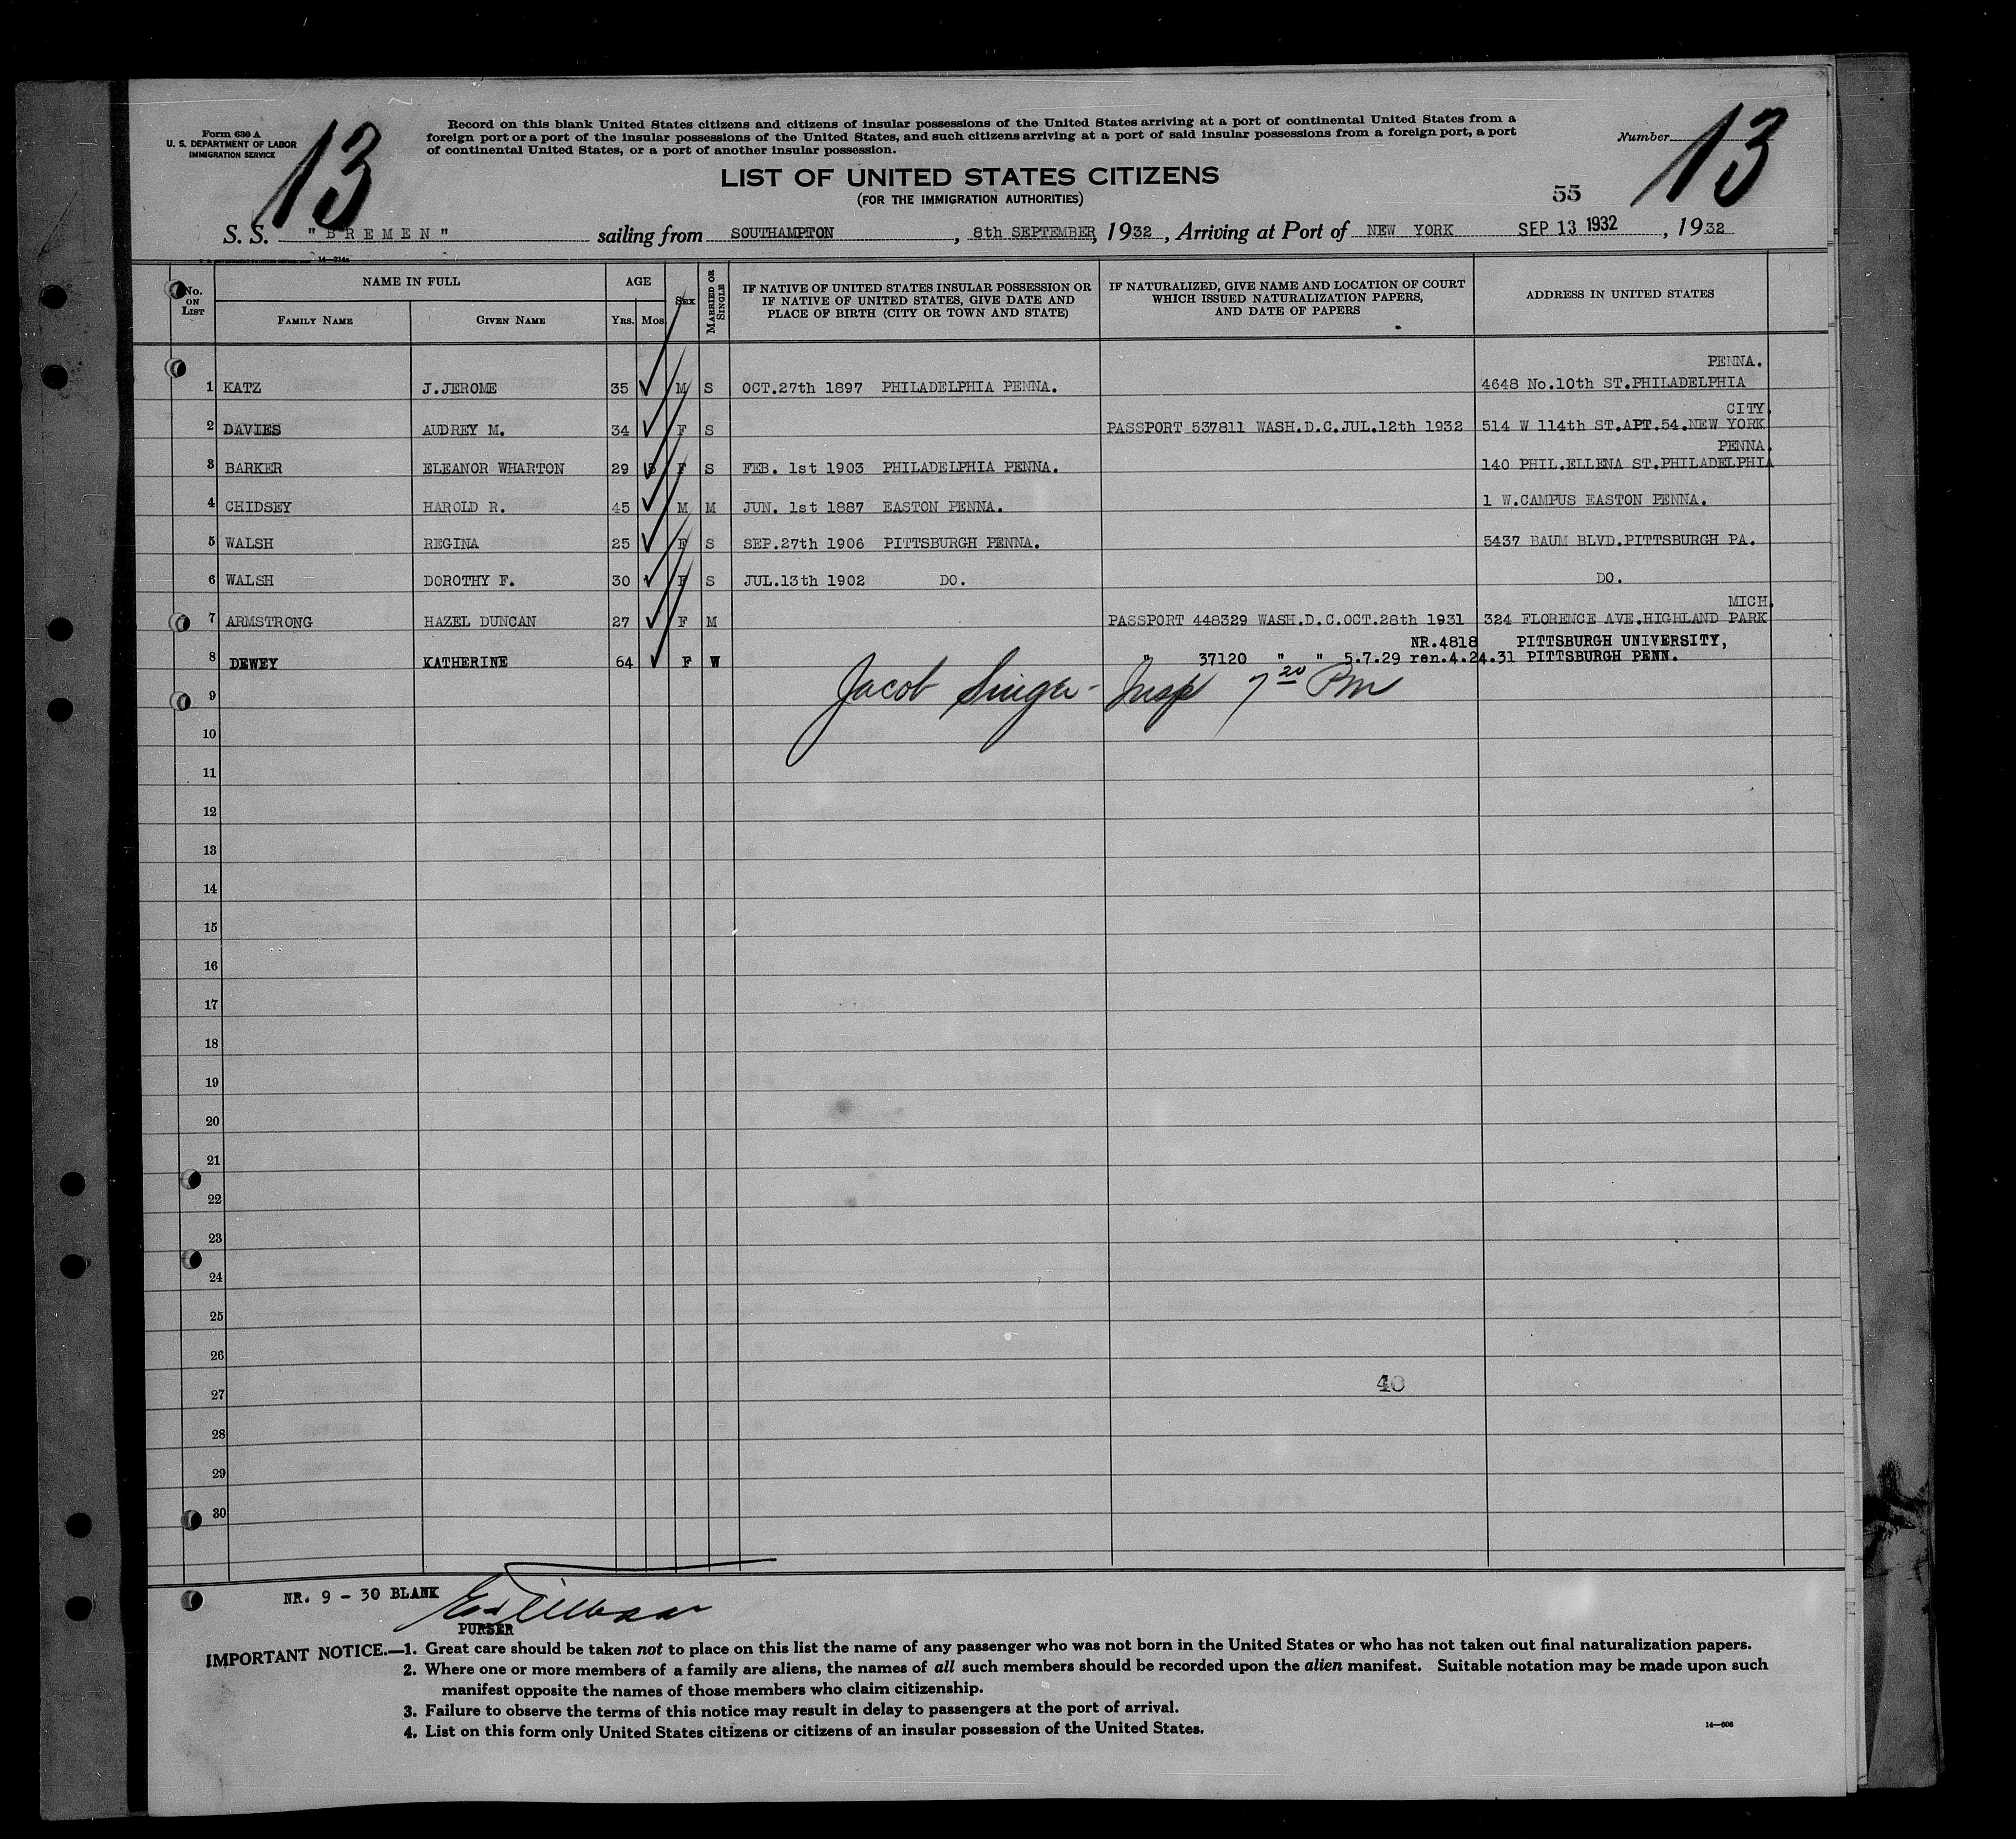 Form 630 A
U. S. DEPARTMENT OF LABOR
IMMIGRATION SERVICE
13
Record on this blank United States citizens and citizens of insular possessions of the United States arriving at a port of continental United States from a
foreign port or a port of the insular possessions of the United States, and such citizens arriving at a port of said insular possessions from a foreign port, a port
of continental United States, or a port of another insular possession.
Number 13
LIST OF UNITED STATES CITIZENS
(FOR THE IMMIGRATION AUTHORITIES)
55
S. S. "BREMEN" sailing from SOUTHAMPTON, 8th SEPTEMBER, 1932, Arriving at Port of NEW YORK SEP 13 1932, 1932
No. ON LIST
NAME IN FULL
FAMILY NAME
GIVEN NAME
AGE
YRS. MOS
SEX
MARRIED OR SINGLE
IF NATIVE OF UNITED STATES INSULAR POSSESSION OR
IF NATIVE OF UNITED STATES, GIVE DATE AND
PLACE OF BIRTH (CITY OR TOWN AND STATE)
IF NATURALIZED, GIVE NAME AND LOCATION OF COURT
WHICH ISSUED NATURALIZATION PAPERS,
AND DATE OF PAPERS
ADDRESS IN UNITED STATES
PENNA.
1 KATZ J.JEROME 35 M S OCT.27th 1897 PHILADELPHIA PENNA. 4648 No.10th ST.PHILADELPHIA
CITY.
2 DAVIES AUDREY M. 34 F S PASSPORT 537811 WASH.D.C.JUL.12th 1932 514 W 114th ST.APT.54.NEW YORK
PENNA.
3 BARKER ELEANOR WHARTON 29 F S FEB. 1st 1903 PHILADELPHIA PENNA. 140 PHIL.ELLENA ST.PHILADELPHIA
4 CHIDSEY HAROLD R. 45 M M JUN. 1st 1887 EASTON PENNA. 1 W.CAMPUS EASTON PENNA.
5 WALSH REGINA 25 F S SEP.27th 1906 PITTSBURGH PENNA. 5437 BAUM BLVD.PITTSBURGH PA.
6 WALSH DOROTHY F. 30 F S JUL.13th 1902 DO. DO.
MICH.
7 ARMSTRONG HAZEL DUNCAN 27 F M PASSPORT 448329 WASH.D.C.OCT.28th 1931 324 FLORENCE AVE.HIGHLAND PARK
NR.4818 PITTSBURGH UNIVERSITY,
8 DEWEY KATHERINE 64 F W " 37120 " " 5.7.29 ren.4.24.31 PITTSBURGH PENN.
Jacob Singer - Insp 7 20 PM
9
10
11
12
13
14
15
16
17
18
19
20
21
22
23
24
25
26
27
40
28
29
30
NR. 9 - 30 BLANK
PURSER
IMPORTANT NOTICE.—1. Great care should be taken not to place on this list the name of any passenger who was not born in the United States or who has not taken out final naturalization papers.
2. Where one or more members of a family are aliens, the names of all such members should be recorded upon the alien manifest. Suitable notation may be made upon such
manifest opposite the names of those members who claim citizenship.
3. Failure to observe the terms of this notice may result in delay to passengers at the port of arrival.
4. List on this form only United States citizens or citizens of an insular possession of the United States.
14—608